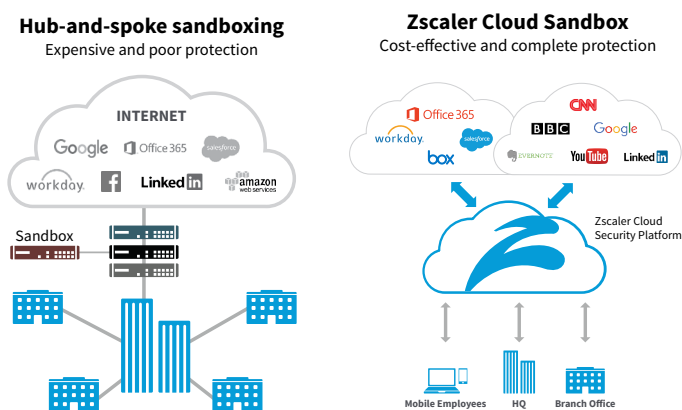 Hub-and-spoke sandboxing
Expensive and poor protection
INTERNET
Google
Office 365
salesforce
workday.
f
Linked in
amazon
web services
Sandbox
Zscaler Cloud Sandbox
Cost-effective and complete protection
Office 365
workday.
salesforce
box
CNN
BBC
Google
EVERNOTE
YouTube
Linked in
Zscaler Cloud
Security Platform
Mobile Employees
HQ
Branch Office